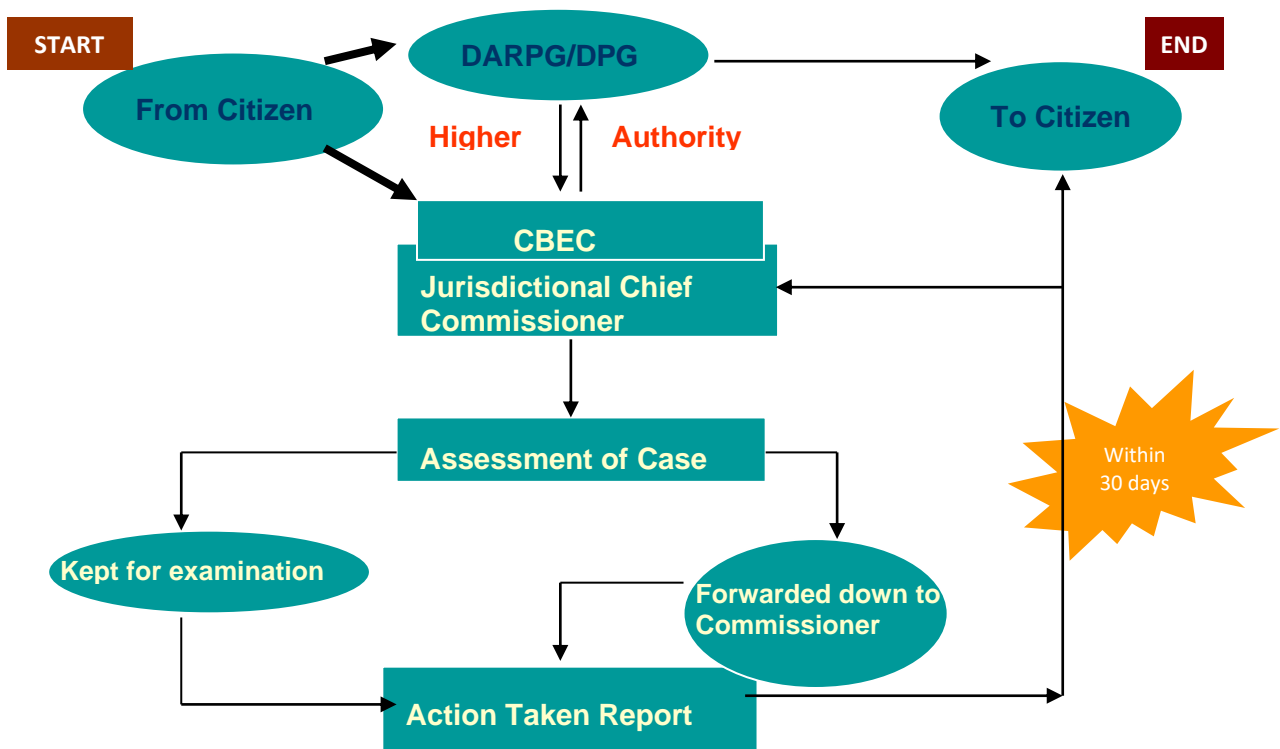 START
DARPG/DPG
END
From Citizen
To Citizen
Higher Authority
CBEC
Jurisdictional Chief
Commissioner
Assessment of Case
Within
30 days
Kept for examination
Forwarded down to
Commissioner
Action Taken Report